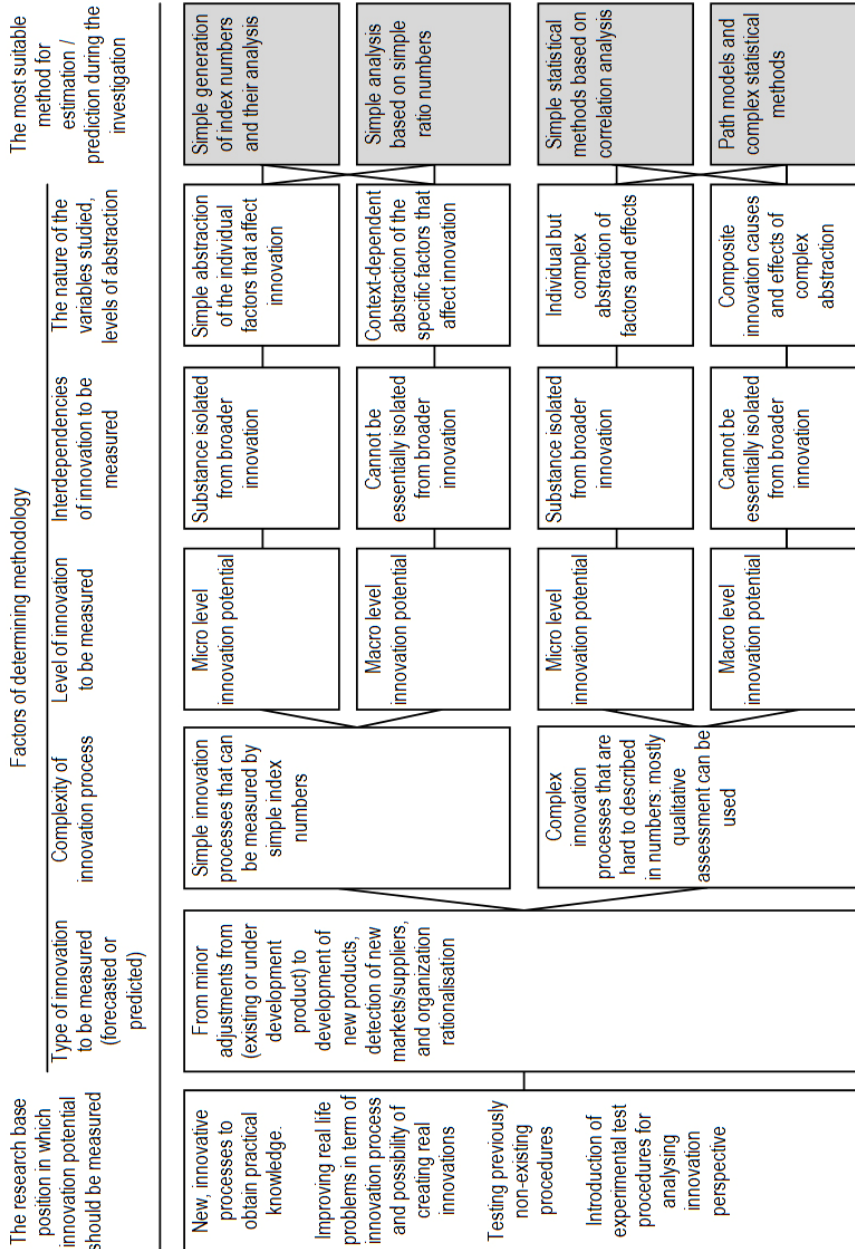 The research base
position in which
innovation potential
should be measured
Factors of determining methodology
Type of innovation
to be measured
(forecasted or
predicted)
Complexity of
innovation process
Level of innovation
to be measured
Interdependencies
of innovation to be
measured
The nature of the
variables studied,
levels of abstraction
The most suitable
method for
estimation /
prediction during the
investigation
New, innovative
processes to
obtain practical
knowledge.
Improving real life
problems in term of
innovation process
and possibility of
creating real
innovations
Testing previously
non-existing
procedures
Introduction of
experimental test
procedures for
analysing
innovation
perspective
From minor
adjustments from
(existing or under
development
product) to
development of
new products,
detection of new
markets/suppliers,
and organization
rationalisation
Simple innovation
processes that can
be measured by
simple index
numbers
Complex
innovation
processes that are
hard to described
in numbers: mostly
qualitative
assessment can be
used
Micro level
innovation potential
Macro level
innovation potential
Micro level
innovation potential
Macro level
innovation potential
Substance isolated
from broader
innovation
Cannot be
essentially isolated
from broader
innovation
Substance isolated
from broader
innovation
Cannot be
essentially isolated
from broader
innovation
Simple abstraction
of the individual
factors that affect
innovation
Context-dependent
abstraction of the
specific factors that
affect innovation
Individual but
complex
abstraction of
factors and effects
Composite
innovation causes
and effects of
complex
abstraction
Simple generation
of index numbers
and their analysis
Simple analysis
based on simple
ratio numbers
Simple statistical
methods based on
correlation analysis
Path models and
complex statistical
methods